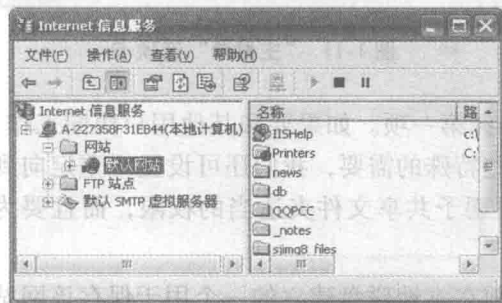 Internet 信息服务
文件(F) 操作(A) 查看(V) 帮助(H)
Internet 信息服务
A-227358F31EB44(本地计算机)
网站
默认网站
FTP 站点
默认 SMTP 虚拟服务器
名称 路
IISHelp c:\
Printers C:\
news
db
QQPCC
_notes
sjimg8 files